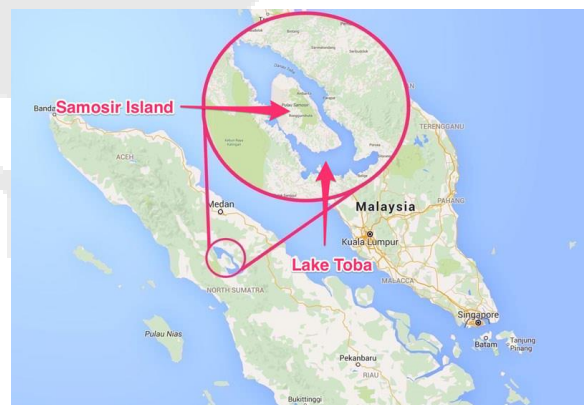 Banda
Samosir Island
ACEH
TERENGGANU
Medan
Malaysia
PAHANG
Kuala Lumpur
Lake Toba
MALACCA
NORTH SUMATRA
Singapore
Pulau Nias
Batam
Tanjung
Pinang
Pekanbaru
RIAU
Bukittinggi